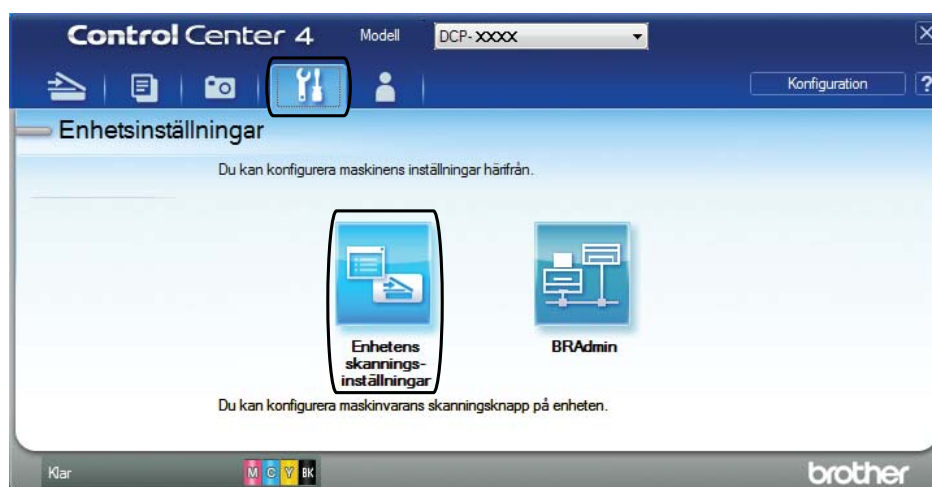 Control Center 4
Modell
DCP-XXXX
X
Konfiguration
?
Enhetsinställningar
Du kan konfigurera maskinens inställningar härifrån.
Enhetens
skannings-
inställningar
BRAdmin
Du kan konfigurera maskinvarans skanningsknapp på enheten.
Klar
M C Y BK
brother